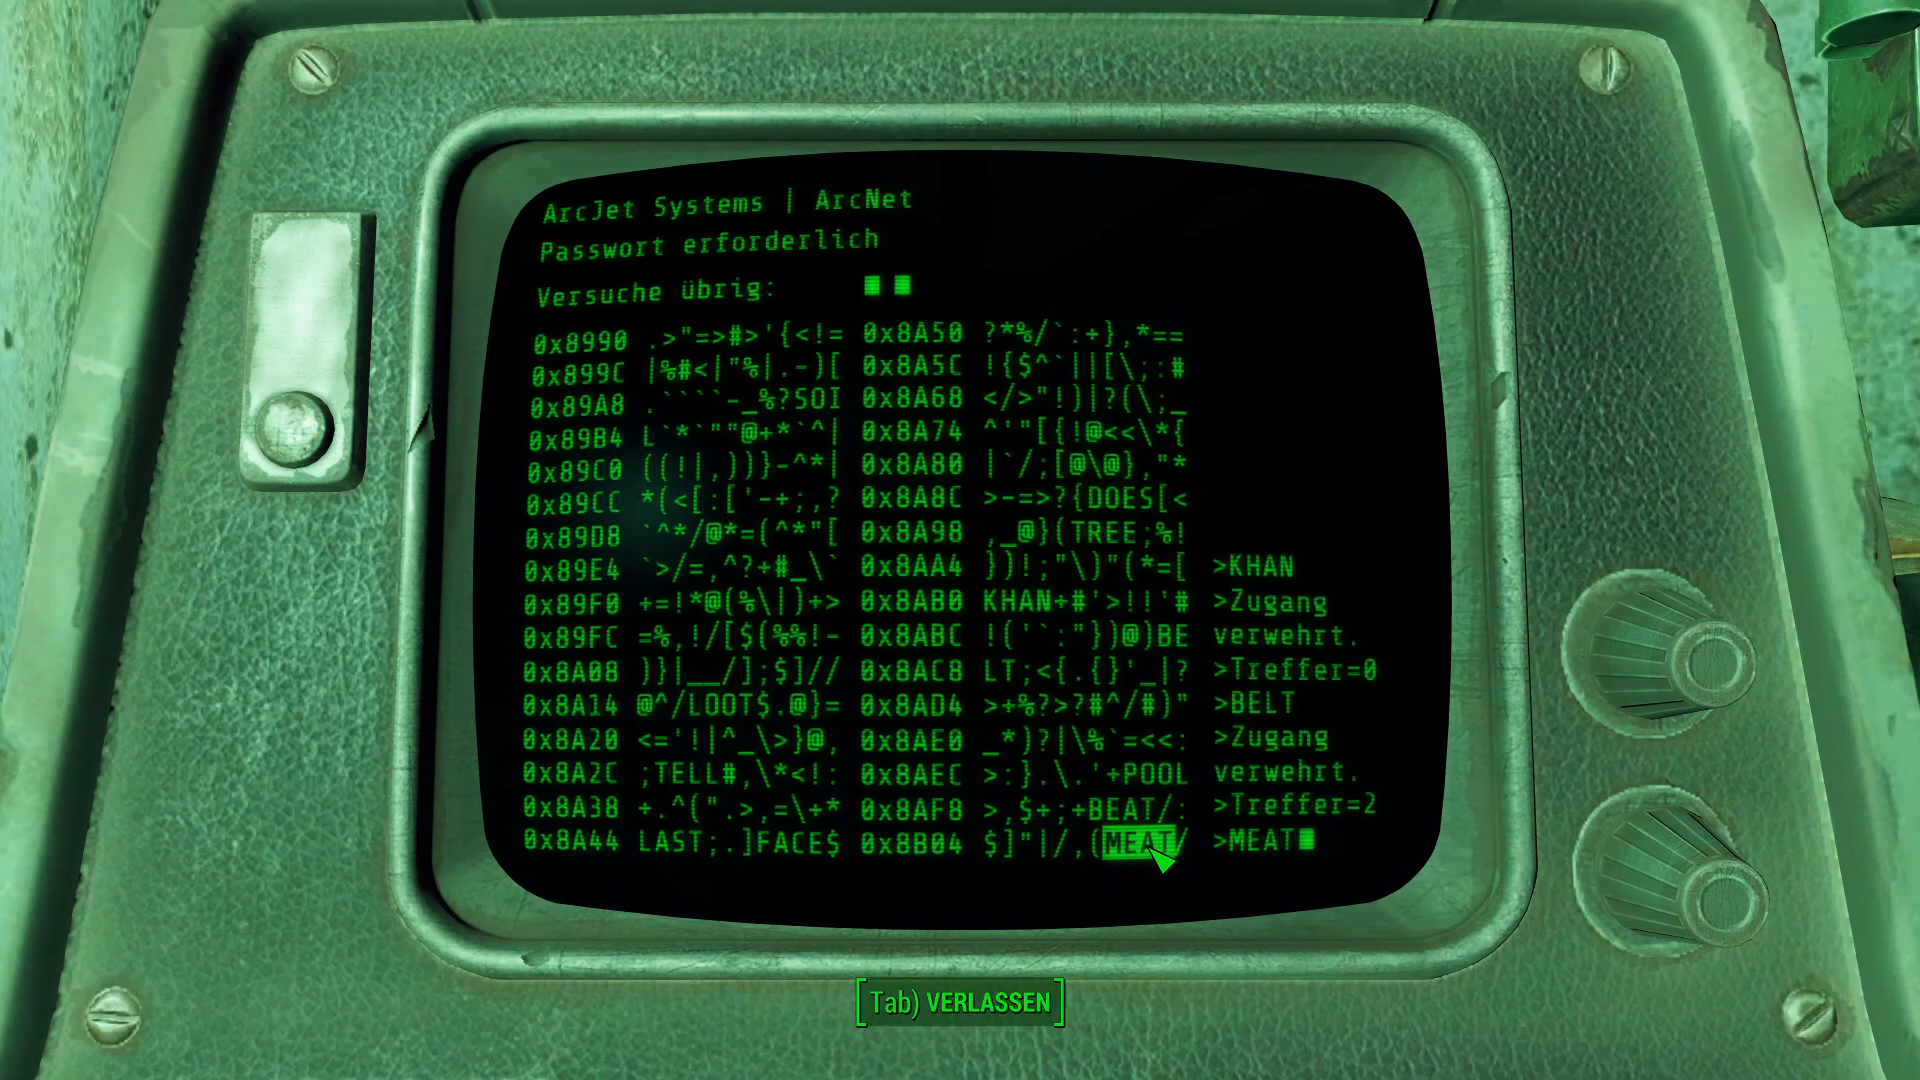 ArcJet Systems | ArcNet
Passwort erforderlich
Versuche übrig:
0x8990 .>"=>#>'{<!= 0x8A50 ?*%/`:+},*==
0x899C |%#<|"%|.-)[ 0x8A5C !{$^`||[\;:#
0x89A8 .````-_%?SOI 0x8A68 </>"!)|?(\;_
0x89B4 L`*`""@+*`^| 0x8A74 ^'"[{!@<<\*{
0x89C0 ((!|,))}-^*| 0x8A80 |`/;[@\@},"*
0x89CC *(<[:['-+;,? 0x8A8C >-=>?{DOES[<
0x89D8 `^*/@*=(^*"[ 0x8A98 ,_@}(TREE;%!
0x89E4 `>/=,^?+#_\` 0x8AA4 })!;"\)"(*=[ >KHAN
0x89F0 +=!*@(%\|)+> 0x8AB0 KHAN+#'>!!'# >Zugang
0x89FC =%,!/[$(%%!- 0x8ABC !('`:"})@)BE verwehrt.
0x8A08 )}|__/];$]// 0x8AC8 LT;<{.{}'_|? >Treffer=0
0x8A14 @^/LOOT$.@}= 0x8AD4 >+%?>?#^/#)" >BELT
0x8A20 <='!|^_\>}@, 0x8AE0 _*)?|\%`=<<: >Zugang
0x8A2C ;TELL#,\*<!: 0x8AEC >:}.\.'+POOL verwehrt.
0x8A38 +.^(".>,=\+* 0x8AF8 >,$+;+BEAT/: >Treffer=2
0x8A44 LAST;.]FACE$ 0x8B04 $]"|/,(MEAT/ >MEAT
[Tab) VERLASSEN]